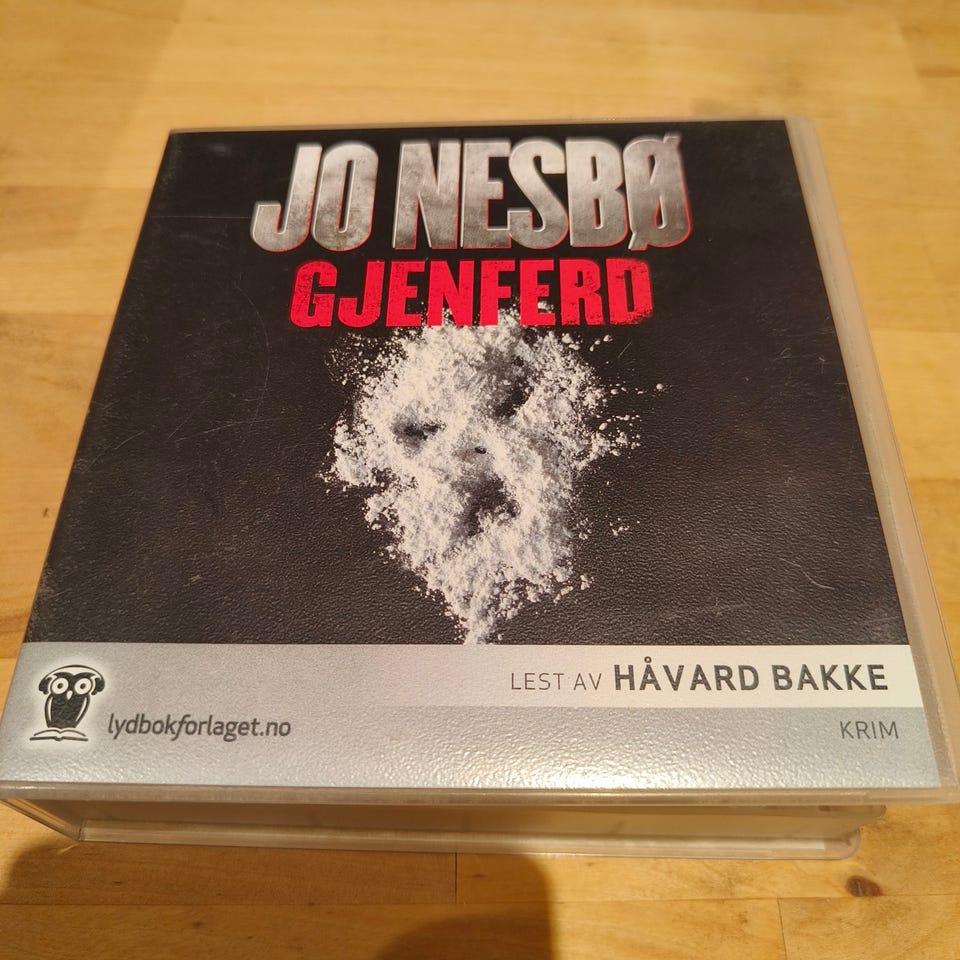 JO NESBØ
GJENFERD
LEST AV HÅVARD BAKKE
lydbokforlaget.no
KRIM